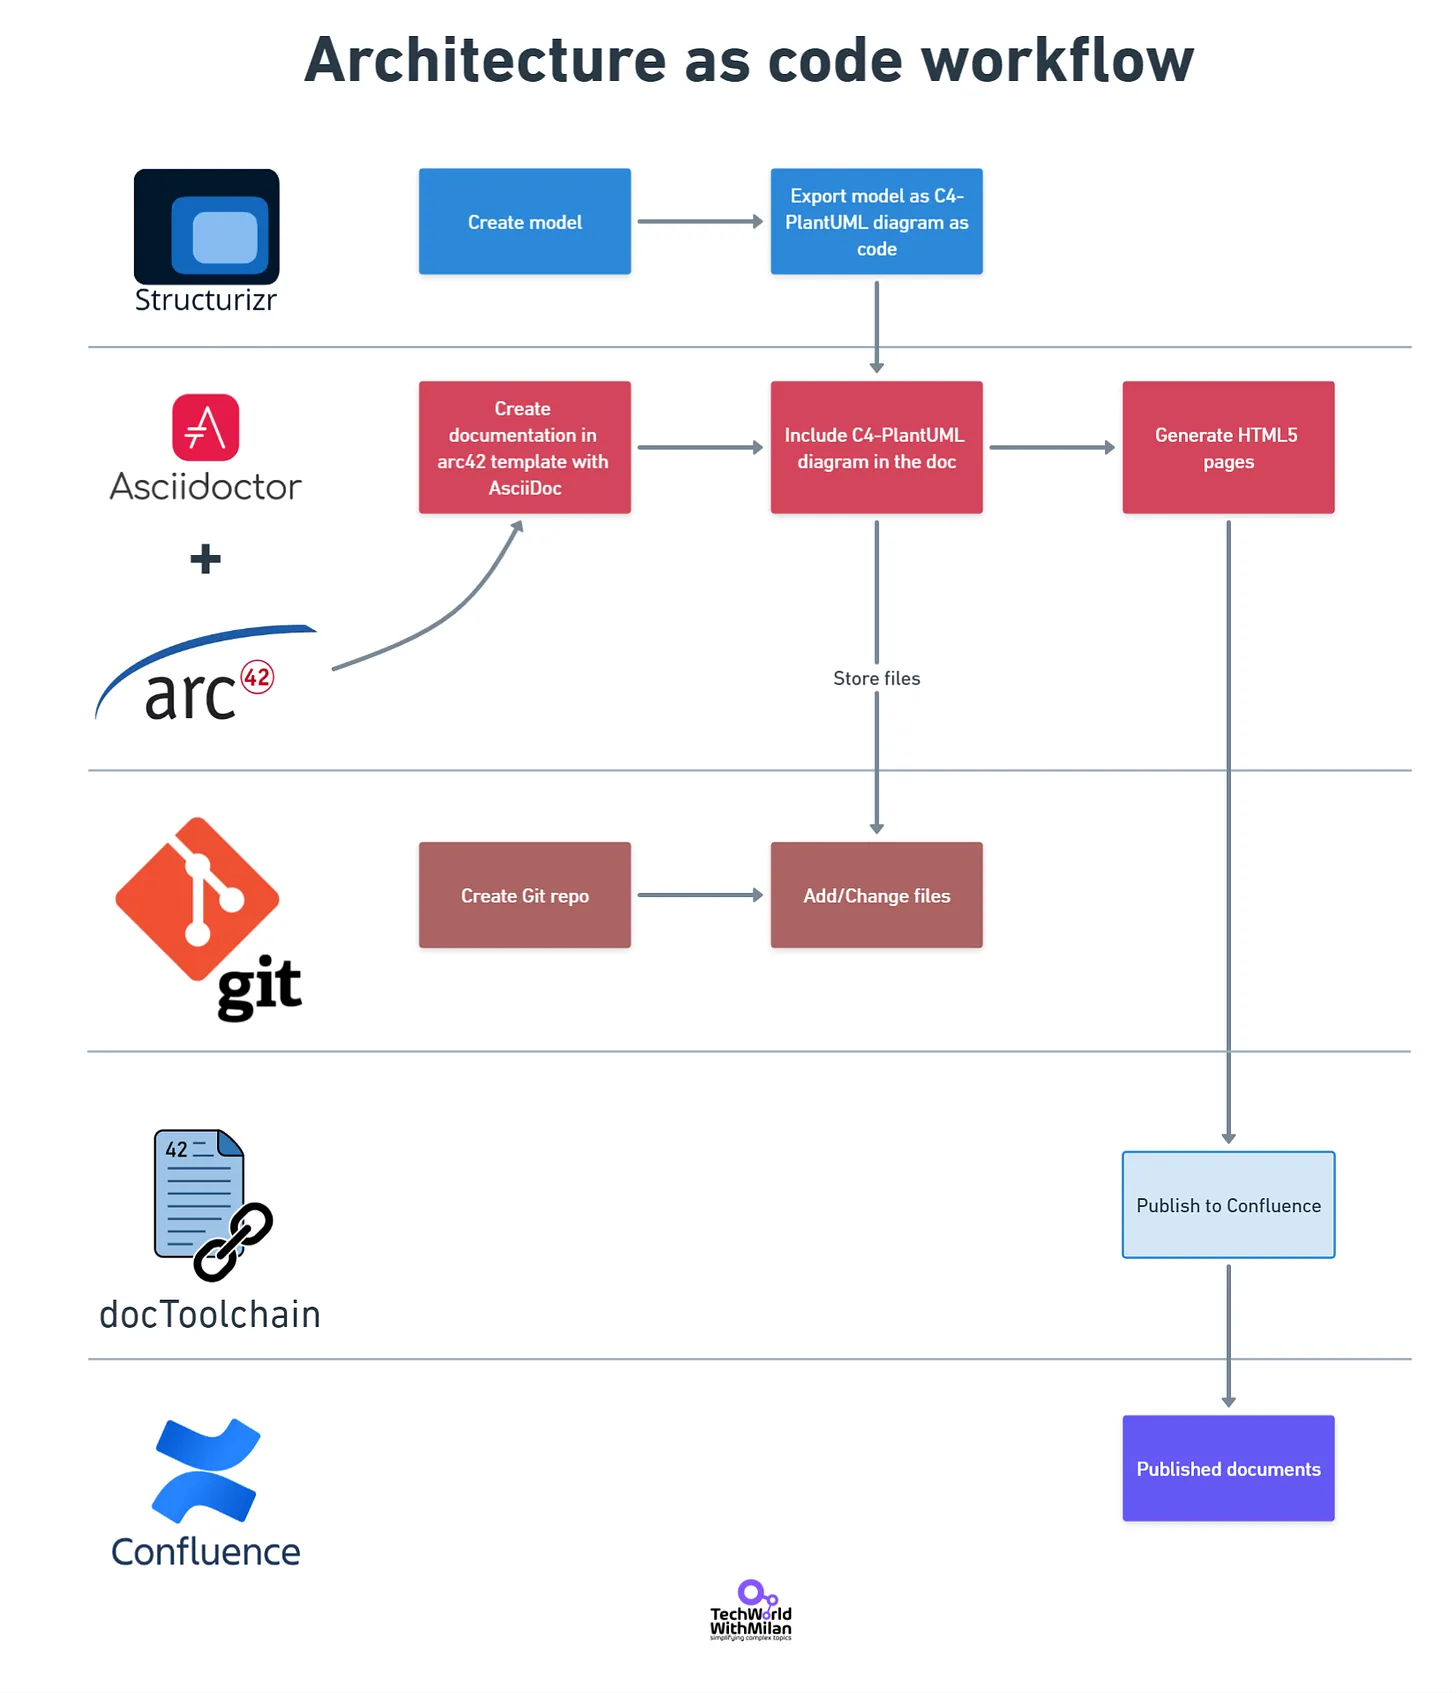 Architecture as code workflow
Structurizr
Create model
Export model as C4-
PlantUML diagram as
code
Asciidoctor
+
arc 42
Create
documentation in
arc42 template with
AsciiDoc
Include C4-PlantUML
diagram in the doc
Generate HTML5
pages
Store files
git
Create Git repo
Add/Change files
42
docToolchain
Publish to Confluence
Confluence
Published documents
TechWorld
WithMilan
simplifying complex topics